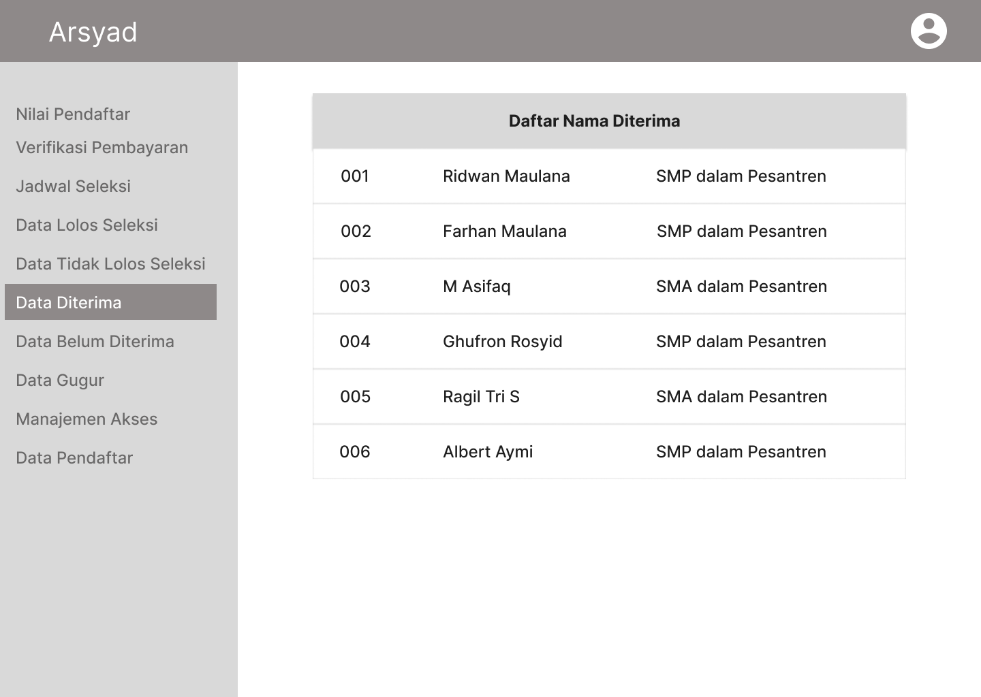 Arsyad
Nilai Pendaftar
Verifikasi Pembayaran
Jadwal Seleksi
Data Lolos Seleksi
Data Tidak Lolos Seleksi
Data Diterima
Data Belum Diterima
Data Gugur
Manajemen Akses
Data Pendaftar
Daftar Nama Diterima
001 Ridwan Maulana SMP dalam Pesantren
002 Farhan Maulana SMP dalam Pesantren
003 M Asifaq SMA dalam Pesantren
004 Ghufron Rosyid SMP dalam Pesantren
005 Ragil Tri S SMA dalam Pesantren
006 Albert Aymi SMP dalam Pesantren